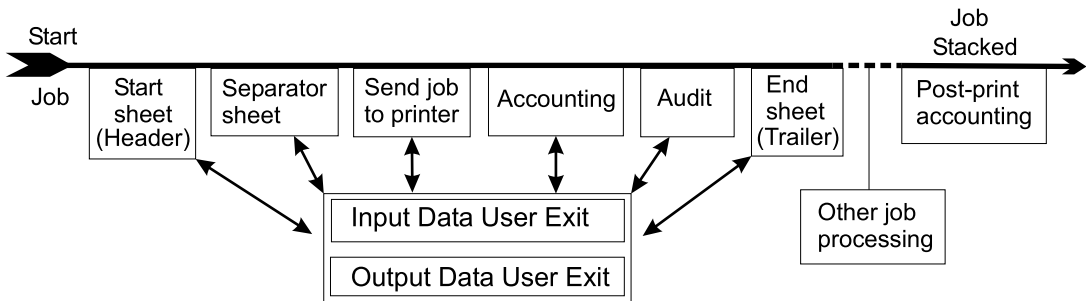 Start
Job
Start
sheet
(Header)
Separator
sheet
Send job
to printer
Accounting
Audit
End
sheet
(Trailer)
Job
Stacked
Post-print
accounting
Other job
processing
Input Data User Exit
Output Data User Exit